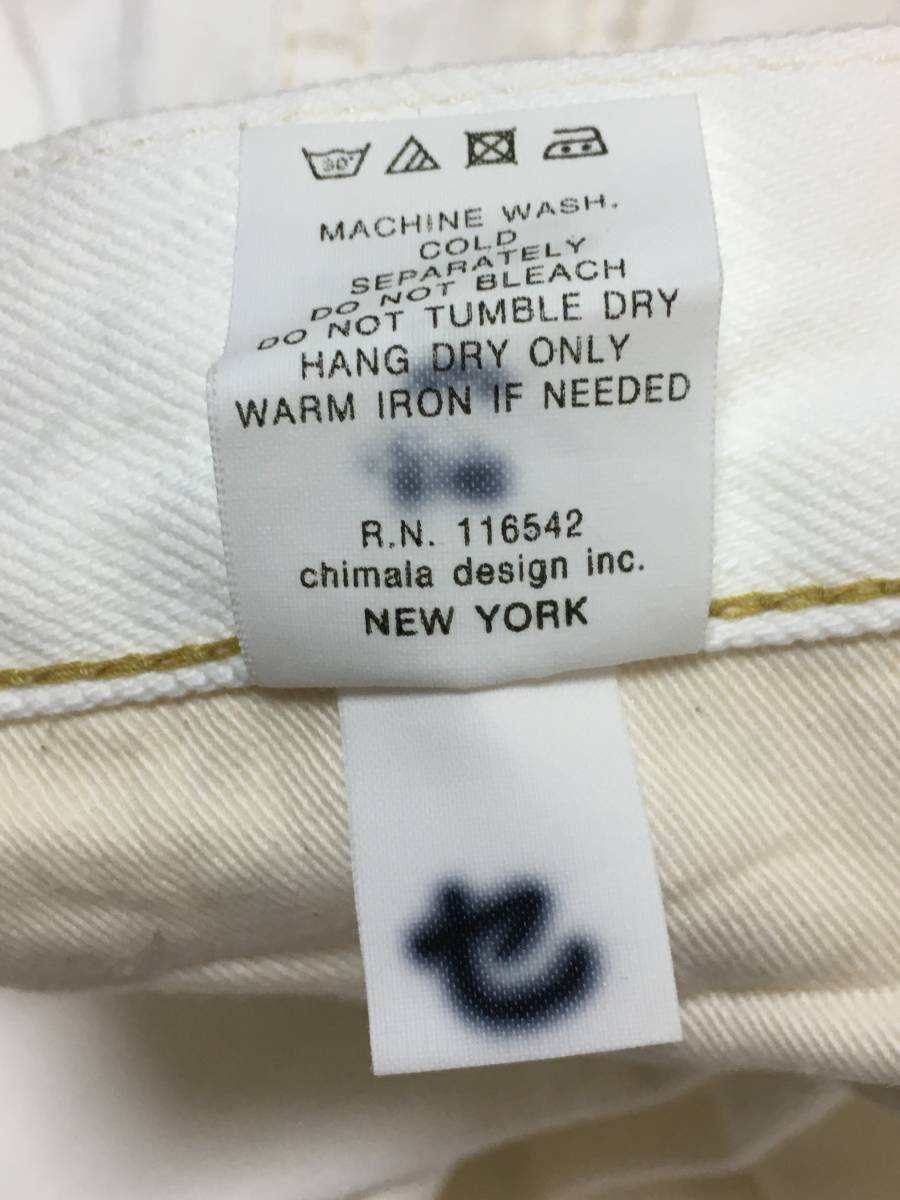 30°
MACHINE WASH.
COLD
SEPARATELY
DO NOT BLEACH
DO NOT TUMBLE DRY
HANG DRY ONLY
WARM IRON IF NEEDED
R.N. 116542
chimala design inc.
NEW YORK
セ